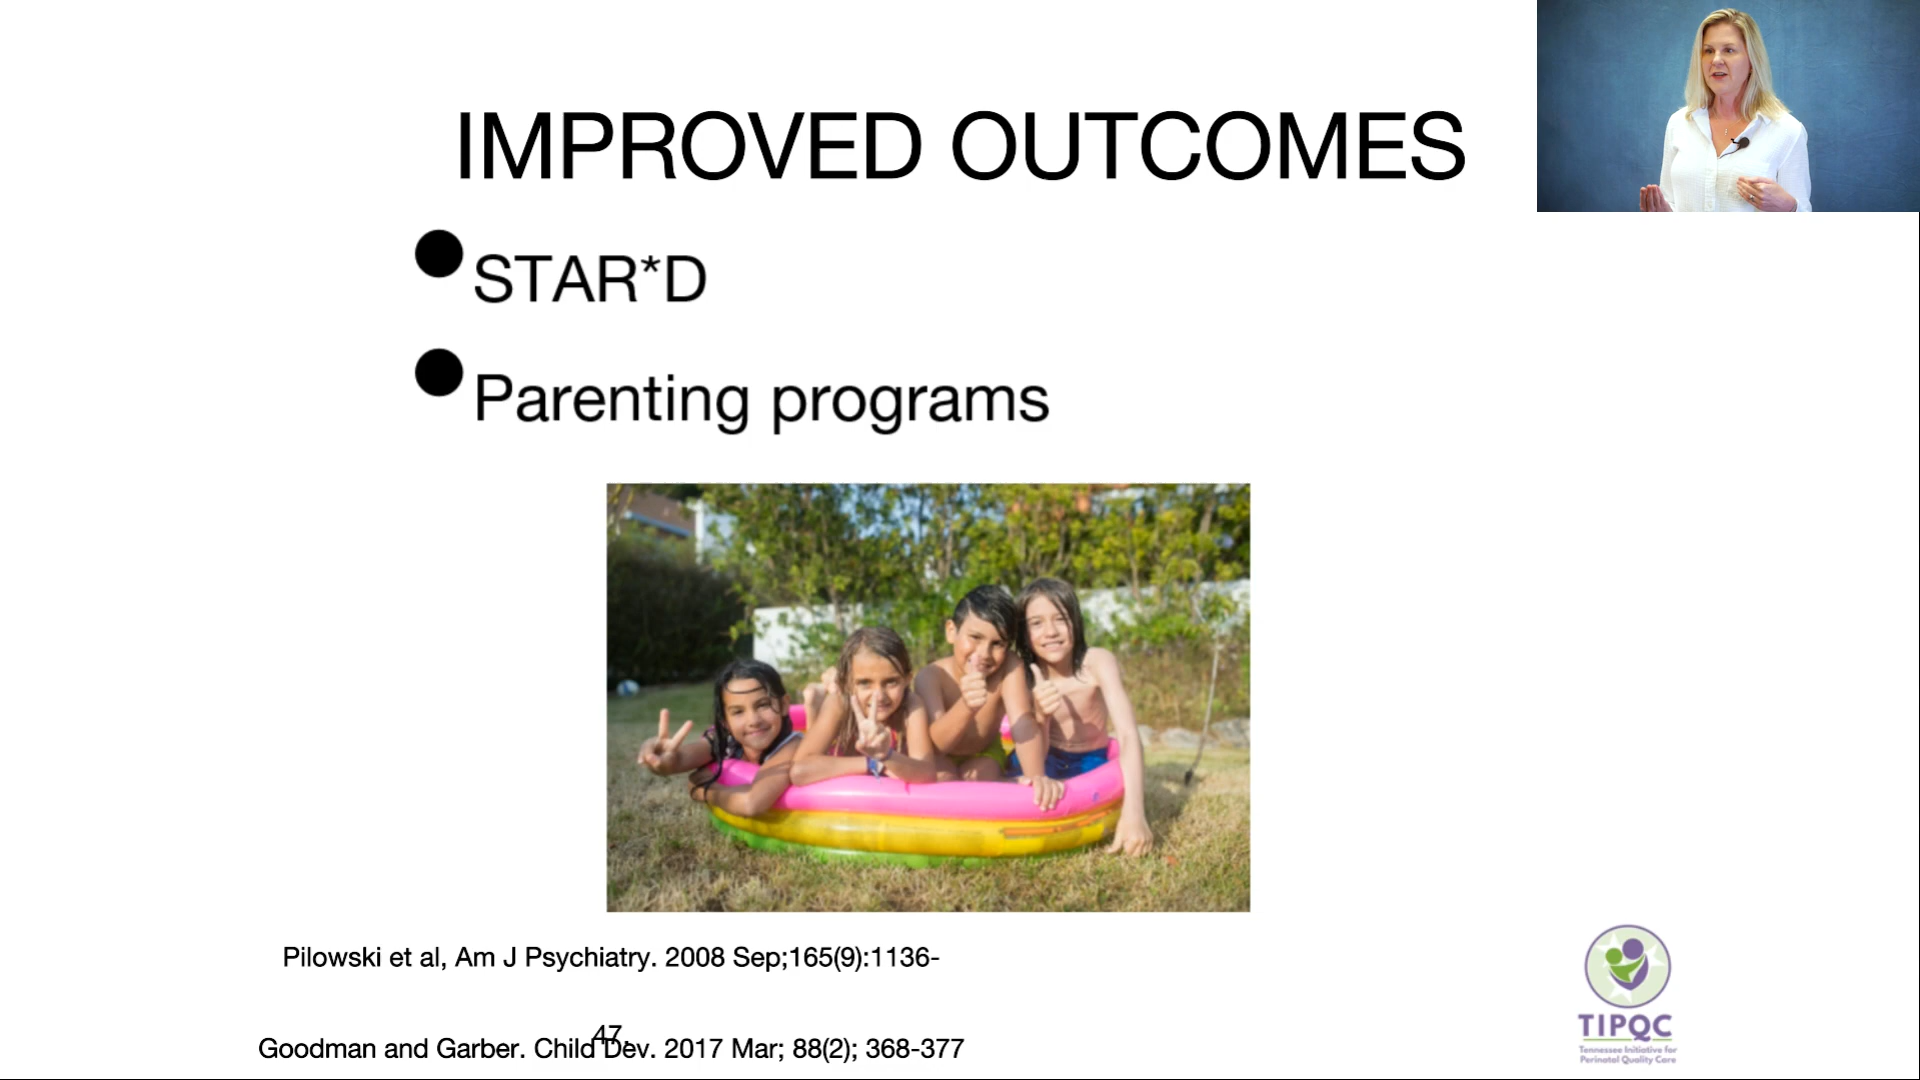 IMPROVED OUTCOMES
STAR*D
Parenting programs
Pilowski et al, Am J Psychiatry. 2008 Sep;165(9):1136-
47.
Goodman and Garber. Child Dev. 2017 Mar; 88(2); 368-377
TIPQC
Tennessee Initiative for
Perinatal Quality Care